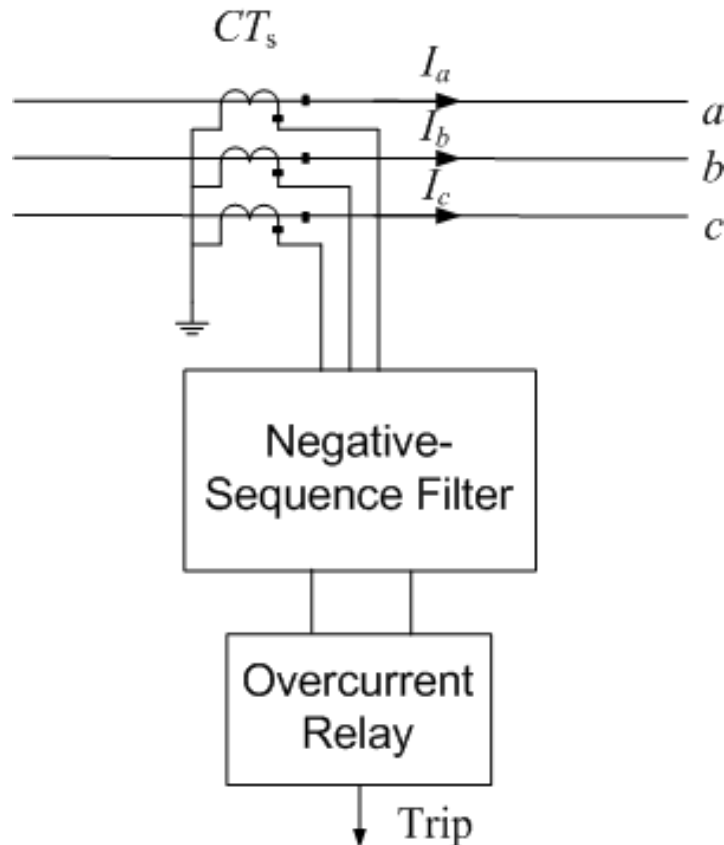 CTs
Ia
a
Ib
b
Ic
c
Negative-
Sequence Filter
Overcurrent
Relay
Trip